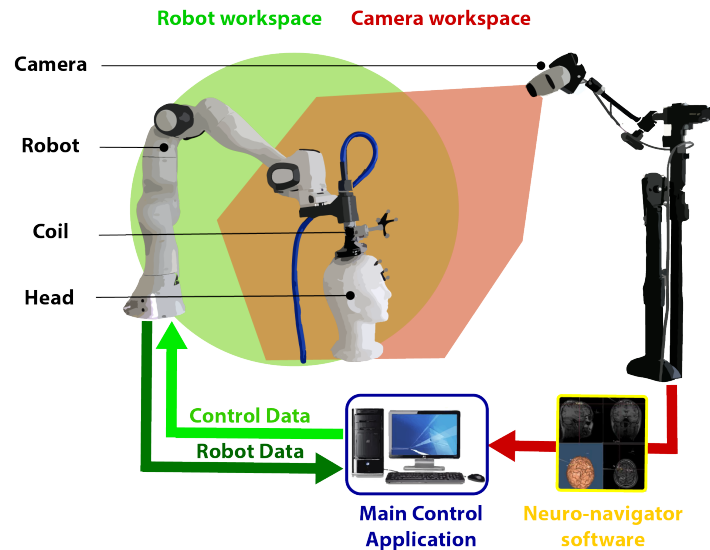 Robot workspace
Camera workspace
Camera
Robot
Coil
Head
Control Data
Robot Data
Main Control
Application
Neuro-navigator
software